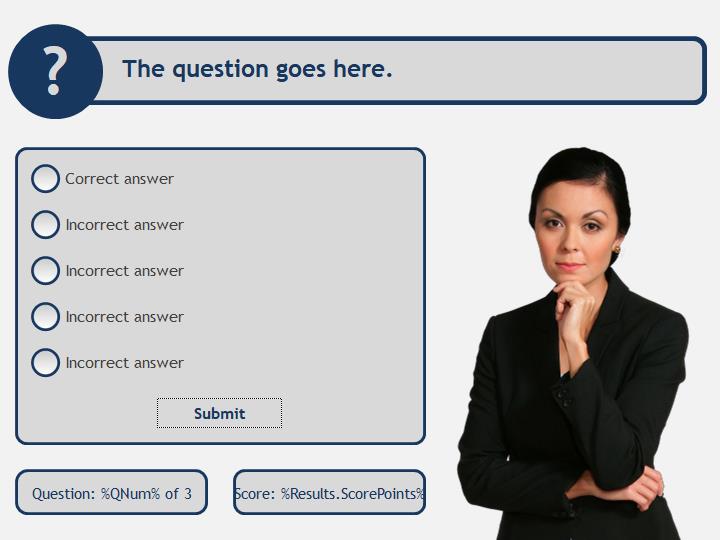 ?
The question goes here.
Correct answer
Incorrect answer
Incorrect answer
Incorrect answer
Incorrect answer
Submit
Question: %QNum% of 3
Score: %Results.ScorePoints%